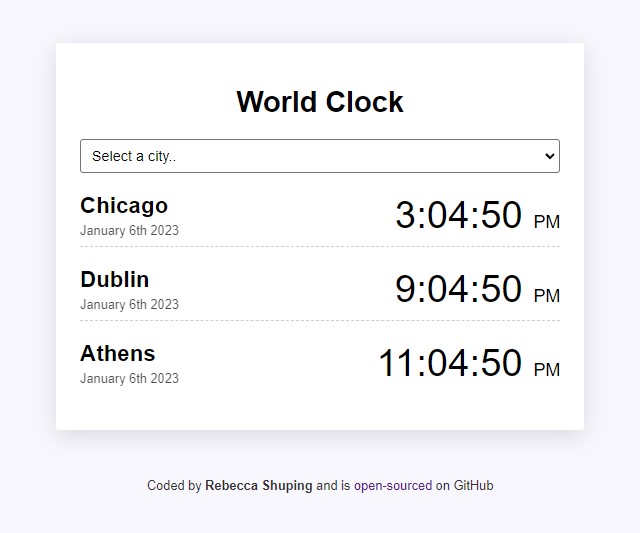 World Clock
Select a city..
Chicago
3:04:50 PM
January 6th 2023
Dublin
9:04:50 PM
January 6th 2023
Athens
11:04:50 PM
January 6th 2023
Coded by Rebecca Shuping and is open-sourced on GitHub